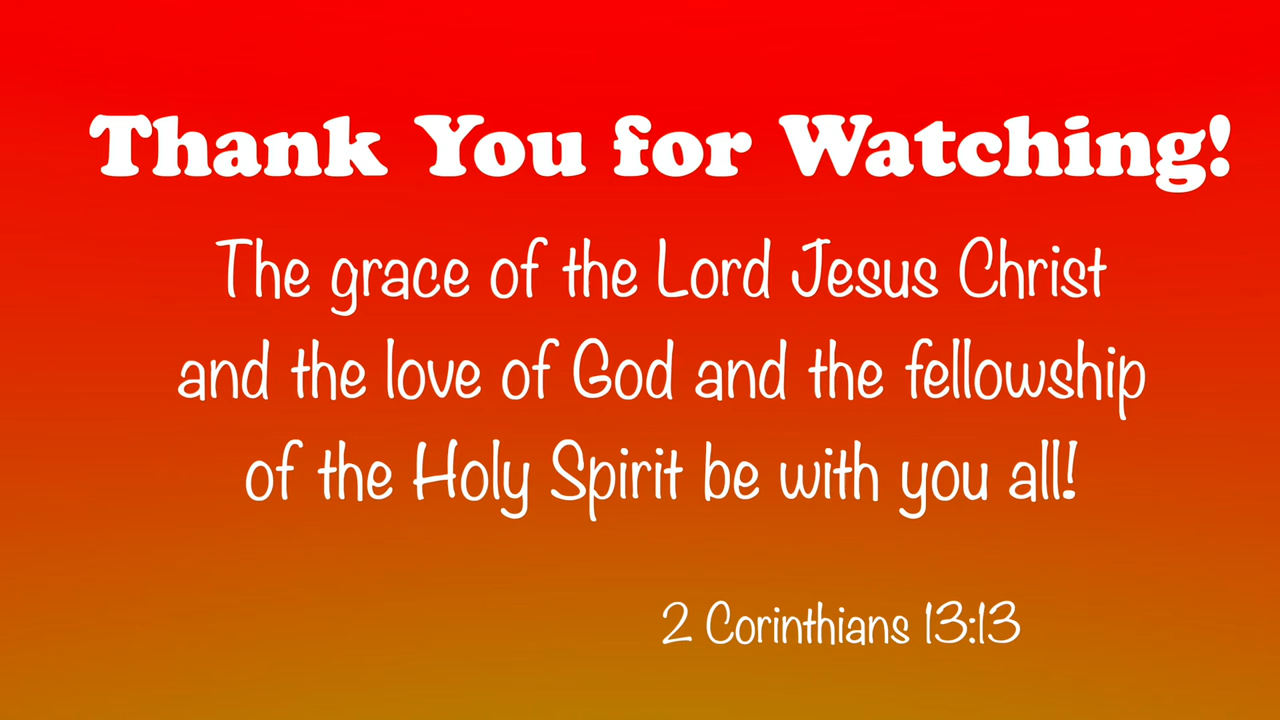 Thank You for Watching!
The grace of the Lord Jesus Christ
and the love of God and the fellowship
of the Holy Spirit be with you all!
2 Corinthians 13:13